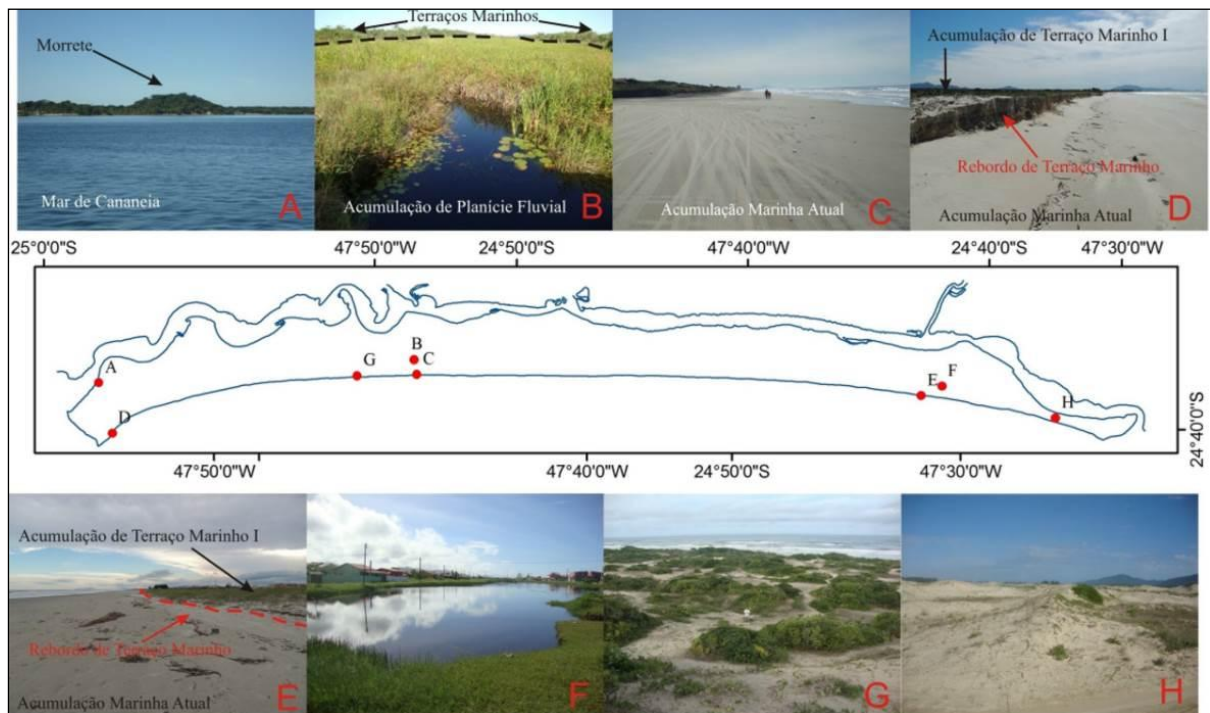 Morrete
Mar de Cananeia
A
Terraços Marinhos
Acumulação de Planície Fluvial
B
Acumulação Marinha Atual
C
Acumulação de Terraço Marinho I
Rebordo de Terraço Marinho
Acumulação Marinha Atual
D
25°0'0"S 47°50'0"W 24°50'0"S 47°40'0"W 24°40'0"S 47°30'0"W
A
B
C
G
D
E
F
H
24°40'0"S
47°50'0"W 47°40'0"W 24°50'0"S 47°30'0"W
Acumulação de Terraço Marinho I
Rebordo de Terraço Marinho
Acumulação Marinha Atual
E
F
G
H